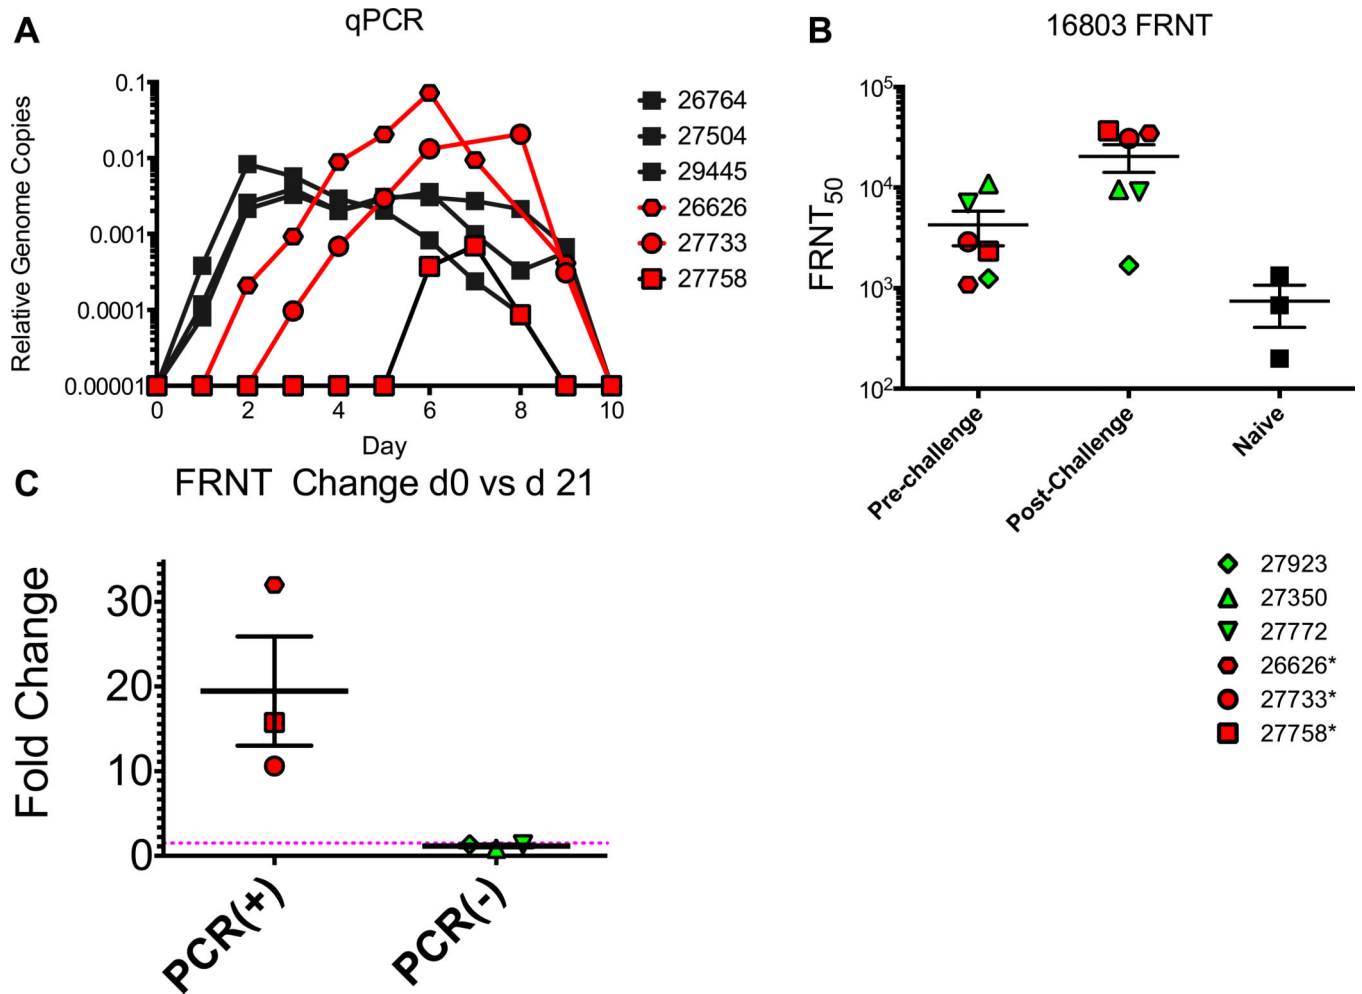 A
qPCR
Relative Genome Copies
0.1
0.01
0.001
0.0001
0.00001
0 2 4 6 8 10
Day
26764
27504
29445
26626
27733
27758
B
16803 FRNT
FRNT50
10^5
10^4
10^3
10^2
Pre-challenge
Post-Challenge
Naive
27923
27350
27772
26626*
27733*
27758*
C
FRNT Change d0 vs d 21
Fold Change
30
20
10
0
PCR(+)
PCR(-)